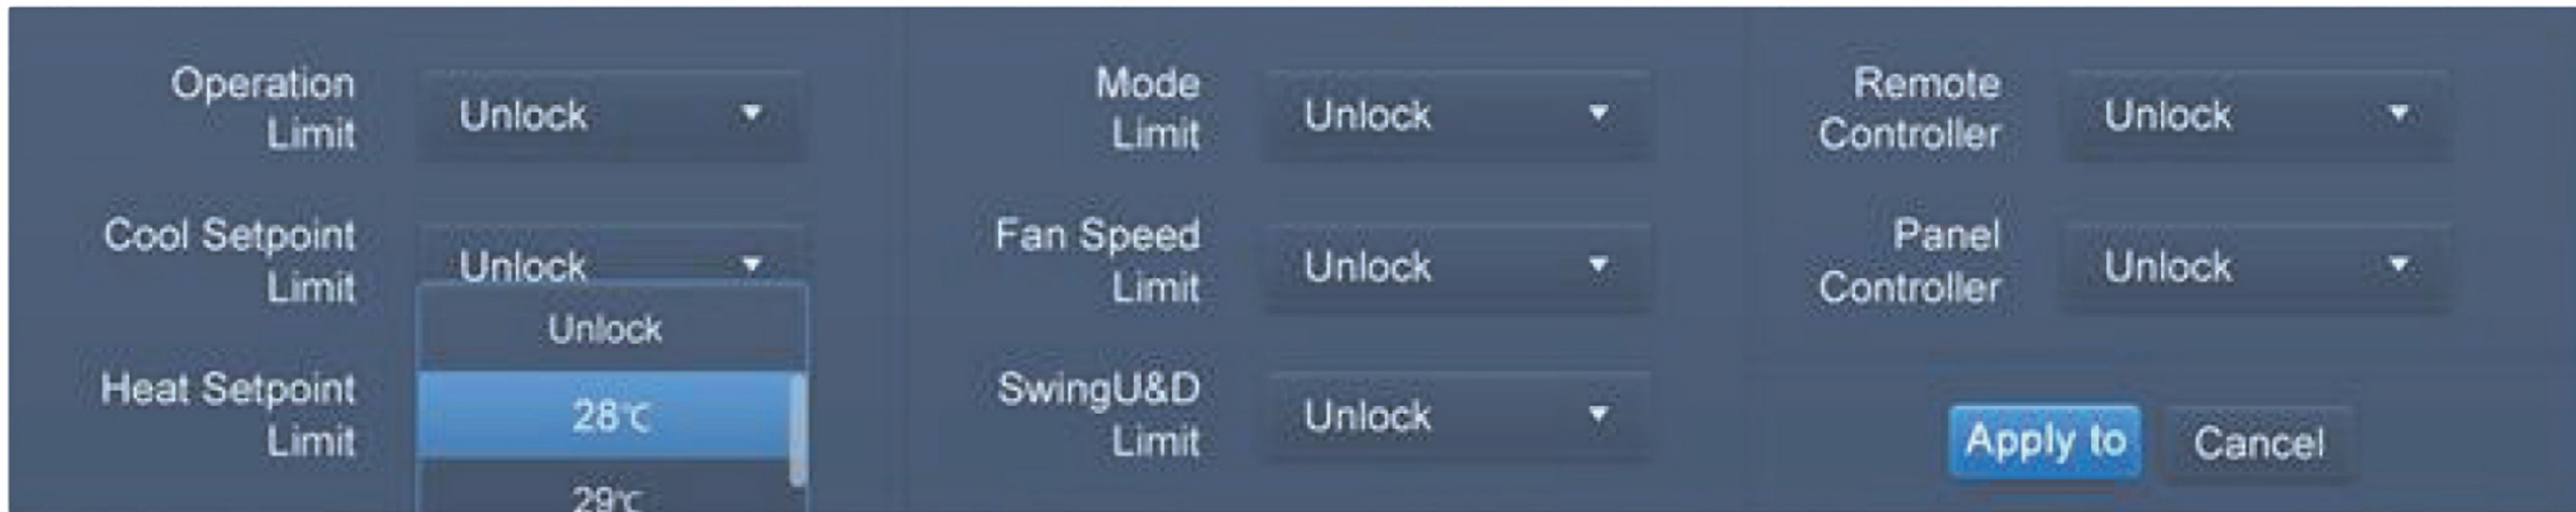 Operation
Limit
Unlock
Mode
Limit
Unlock
Remote
Controller
Unlock
Cool Setpoint
Limit
Unlock
Fan Speed
Limit
Unlock
Panel
Controller
Unlock
Unlock
28℃
29℃
Heat Setpoint
Limit
SwingU&D
Limit
Unlock
Apply to
Cancel